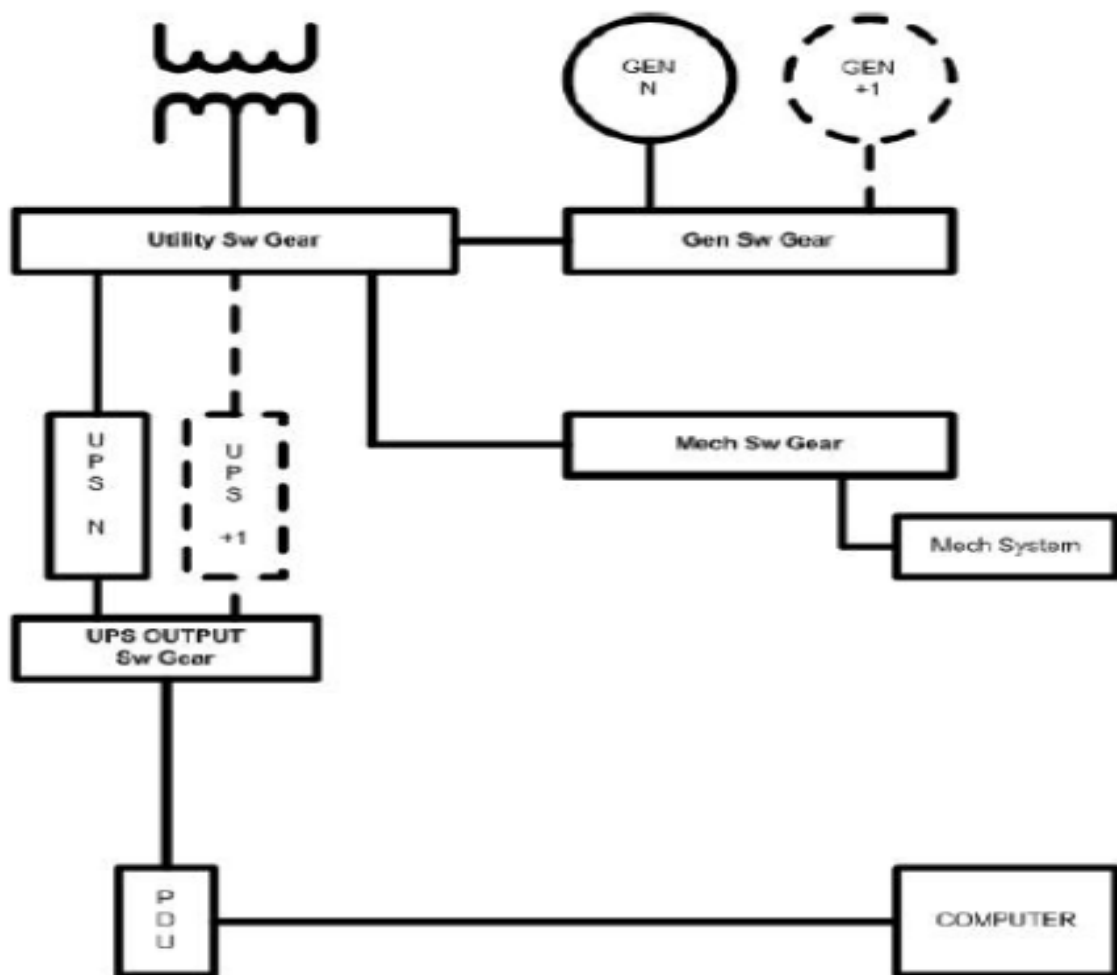 GEN
N
GEN
+1
Utility Sw Gear
Gen Sw Gear
U
P
S
N
U
P
S
+1
Mech Sw Gear
Mech System
UPS OUTPUT
Sw Gear
P
D
U
COMPUTER